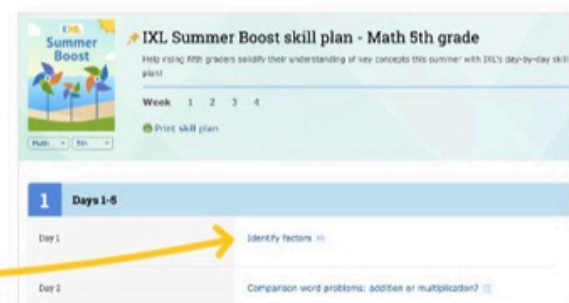 IXL
Summer
Boost
IXL Summer Boost skill plan - Math 5th grade
Help rising fifth graders solidify their understanding of key concepts this summer with IXL's day-by-day skill
plan!
Week 1 2 3 4
Print skill plan
Math 5th
1 Days 1-5
Day 1 Identify factors
Day 2 Comparison word problems: addition or multiplication?